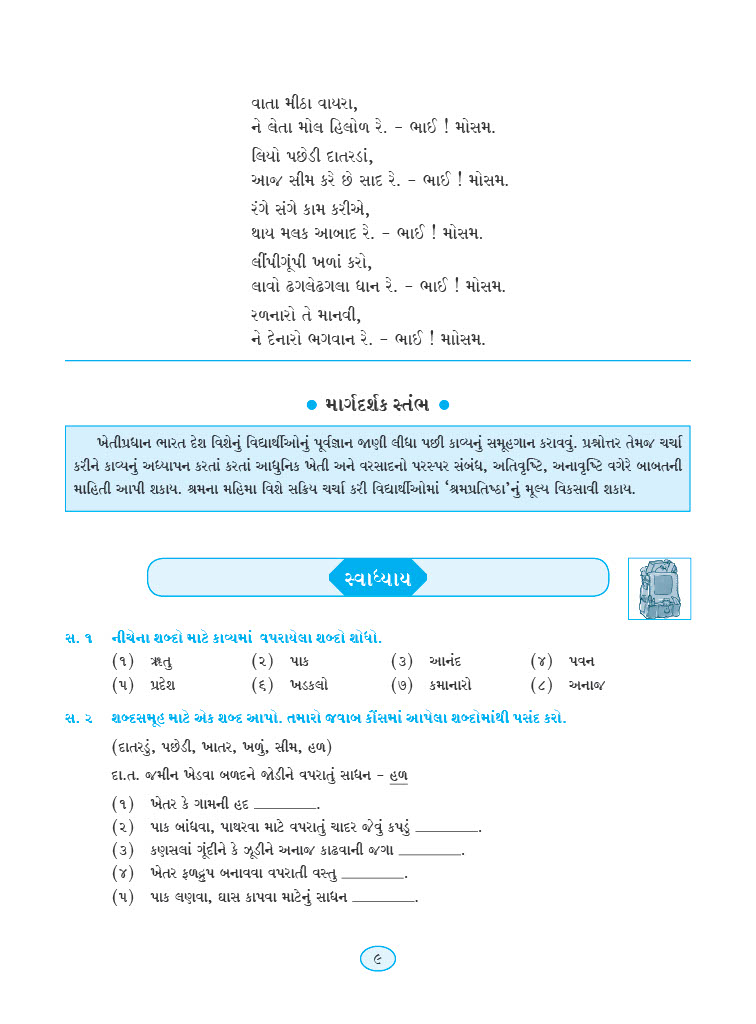 વાતા મીઠા વાયરા,
ને લેતા મોલ હિલોળ રે. - ભાઈ ! મોસમ.
લિયો પછેડી દાતરડાં,
આજ સીમ કરે છે સાદ રે. - ભાઈ ! મોસમ.
રંગે સંગે કામ કરીએ,
થાય મલક આબાદ રે. - ભાઈ ! મોસમ.
લીંપીગૂંપી ખળાં કરો,
લાવો ઢગલેઢગલા ધાન રે. - ભાઈ ! મોસમ.
રળનારો તે માનવી,
ને દેનારો ભગવાન રે. - ભાઈ ! માોસમ.
● માર્ગદર્શક સ્તંભ ●
ખેતીપ્રધાન ભારત દેશ વિશેનું વિદ્યાર્થીઓનું પૂર્વજ્ઞાન જાણી લીધા પછી કાવ્યનું સમૂહગાન કરાવવું. પ્રશ્નોત્તર તેમજ ચર્ચા
કરીને કાવ્યનું અધ્યાપન કરતાં કરતાં આધુનિક ખેતી અને વરસાદનો પરસ્પર સંબંધ, અતિવૃષ્ટિ, અનાવૃષ્ટિ વગેરે બાબતની
માહિતી આપી શકાય. શ્રમના મહિમા વિશે સક્રિય ચર્ચા કરી વિદ્યાર્થીઓમાં ‘શ્રમપ્રતિષ્ઠા’નું મૂલ્ય વિકસાવી શકાય.
સ્વાધ્યાય
સ. ૧ નીચેના શબ્દો માટે કાવ્યમાં વપરાયેલા શબ્દો શોધો.
(૧) ઋતુ (૨) પાક (૩) આનંદ (૪) પવન
(૫) પ્રદેશ (૬) ખડકલો (૭) કમાનારો (૮) અનાજ
સ. ૨ શબ્દસમૂહ માટે એક શબ્દ આપો. તમારો જવાબ કૌંસમાં આપેલા શબ્દોમાંથી પસંદ કરો.
(દાતરડું, પછેડી, ખાતર, ખળું, સીમ, હળ)
દા.ત. જમીન ખેડવા બળદને જોડીને વપરાતું સાધન - હળ
(૧) ખેતર કે ગામની હદ ________.
(૨) પાક બાંધવા, પાથરવા માટે વપરાતું ચાદર જેવું કપડું ________.
(૩) કણસલાં ગૂંદીને કે ઝૂડીને અનાજ કાઢવાની જગા ________.
(૪) ખેતર ફળદ્રુપ બનાવવા વપરાતી વસ્તુ ________.
(૫) પાક લણવા, ઘાસ કાપવા માટેનું સાધન ________.
૯